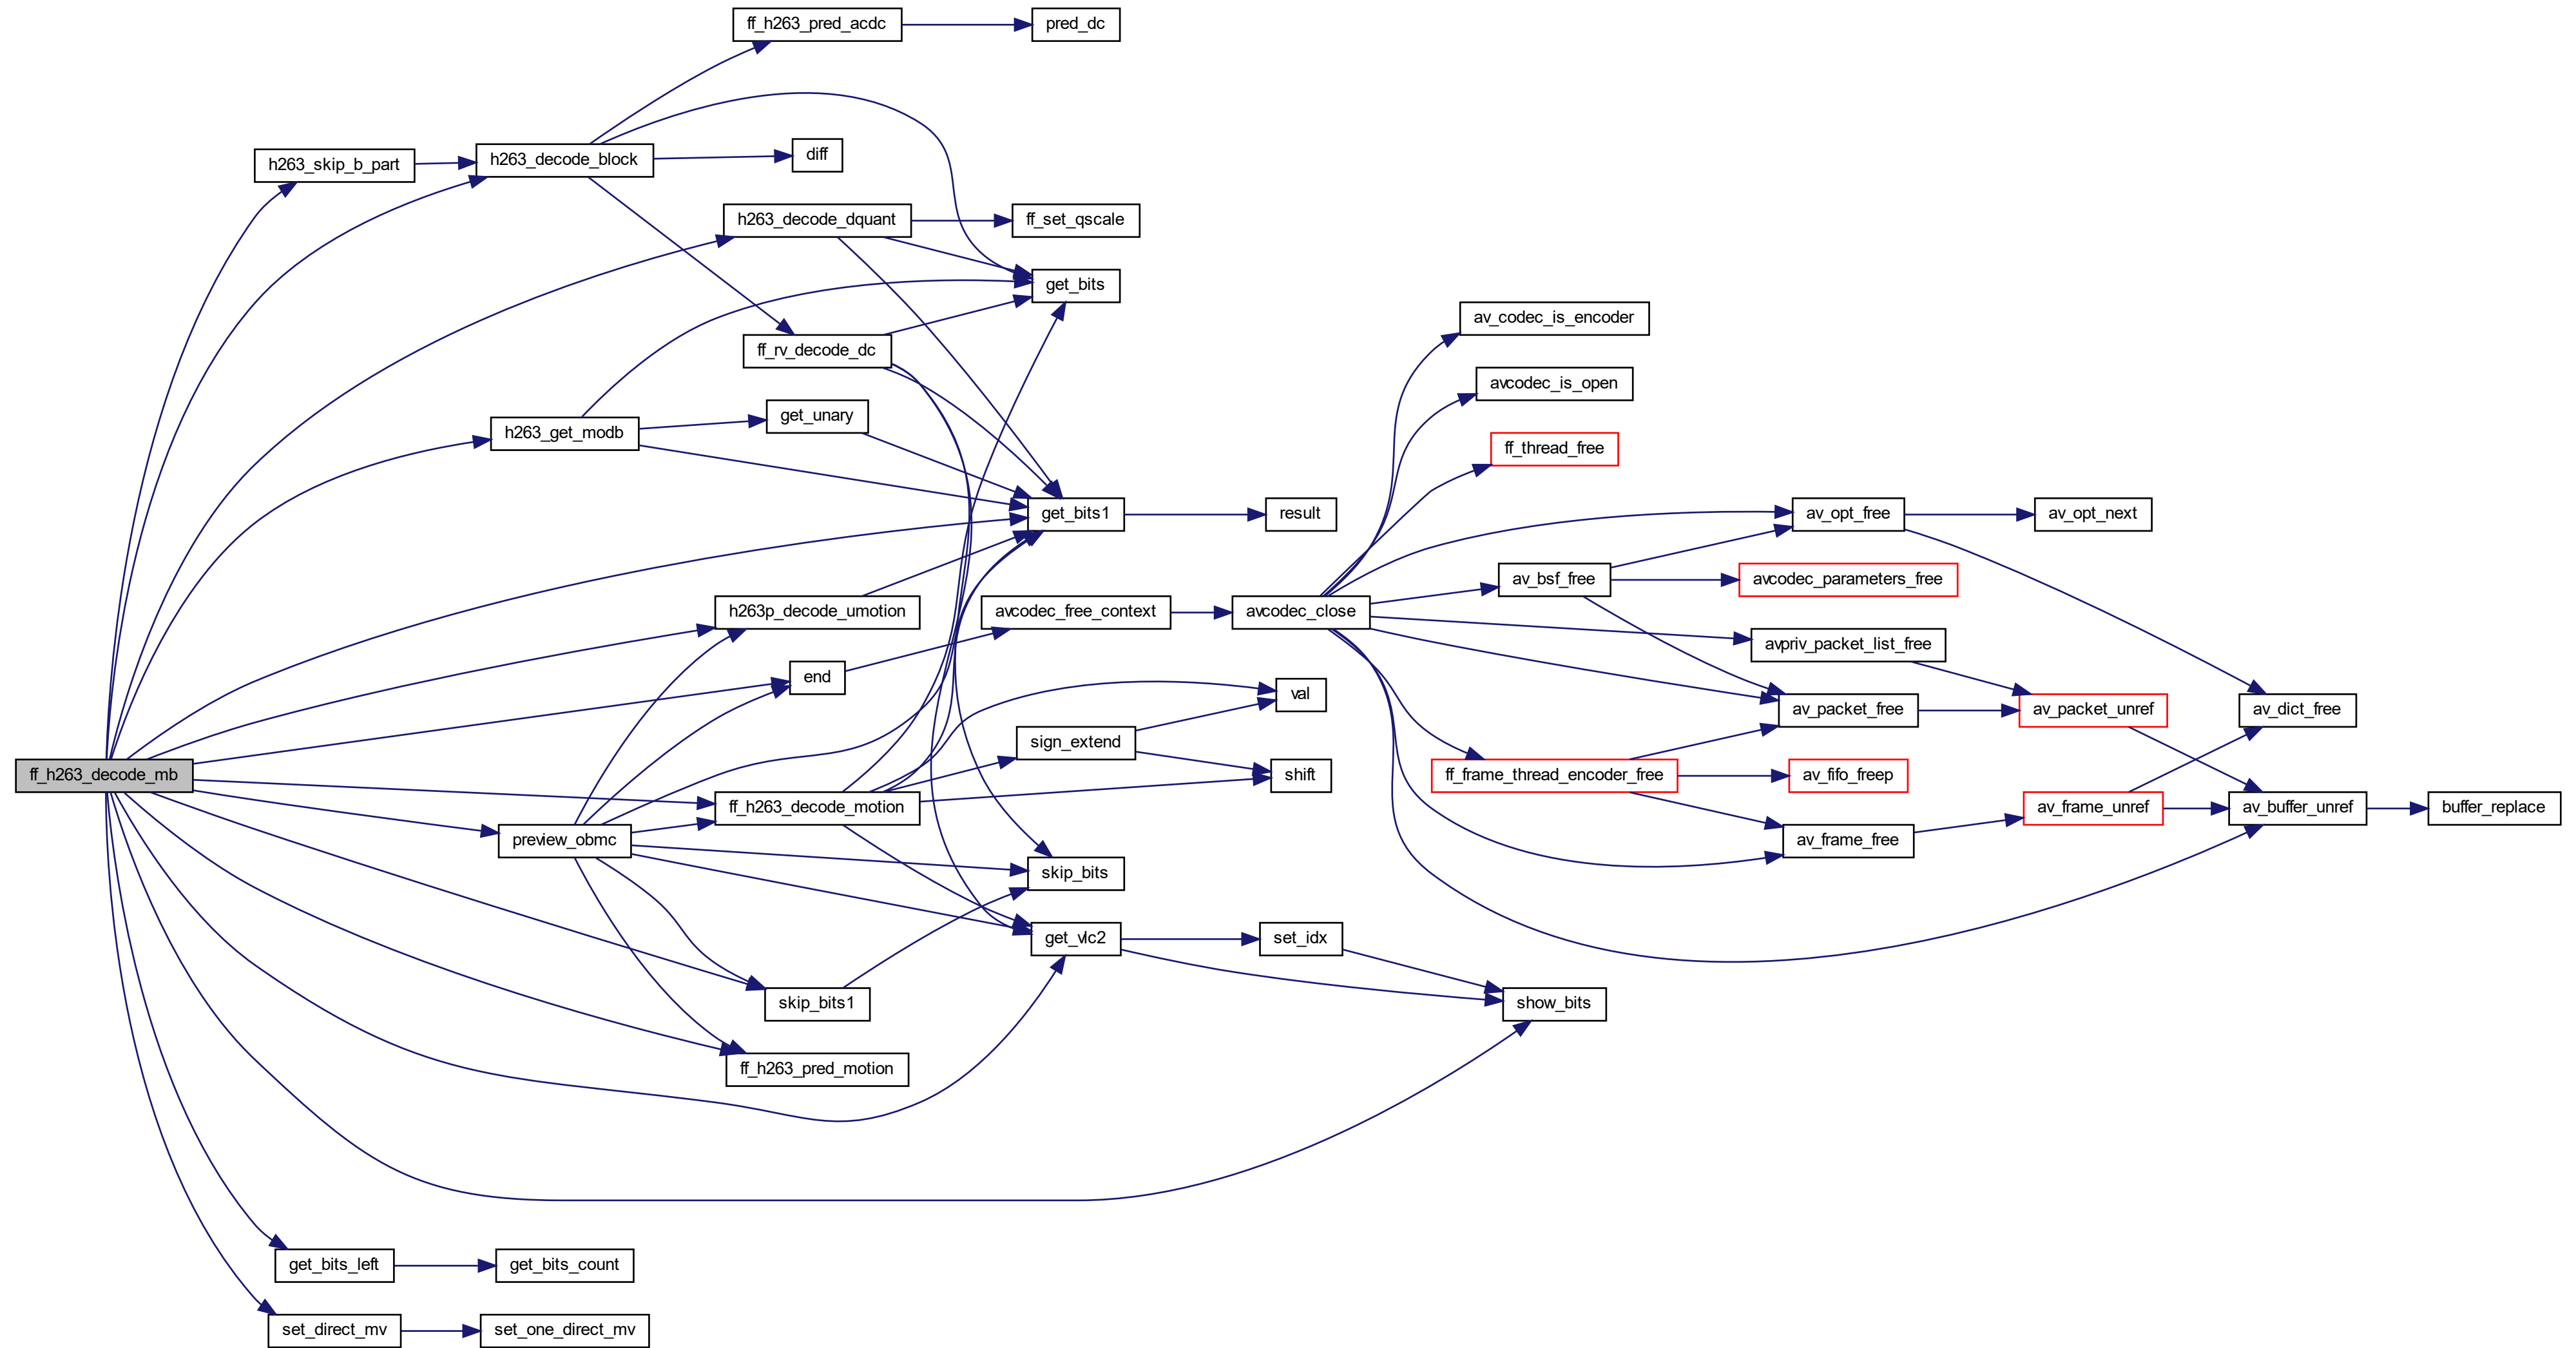 ff_h263_pred_acdc
pred_dc
h263_skip_b_part
h263_decode_block
diff
h263_decode_dquant
ff_set_qscale
get_bits
av_codec_is_encoder
ff_rv_decode_dc
avcodec_is_open
h263_get_modb
get_unary
ff_thread_free
get_bits1
result
av_opt_free
av_opt_next
av_bsf_free
avcodec_parameters_free
h263p_decode_umotion
avcodec_free_context
avcodec_close
avpriv_packet_list_free
end
val
av_packet_free
av_packet_unref
av_dict_free
sign_extend
ff_h263_decode_mb
shift
ff_frame_thread_encoder_free
av_fifo_freep
ff_h263_decode_motion
av_frame_unref
av_buffer_unref
buffer_replace
preview_obmc
av_frame_free
skip_bits
get_vlc2
set_idx
skip_bits1
show_bits
ff_h263_pred_motion
get_bits_left
get_bits_count
set_direct_mv
set_one_direct_mv